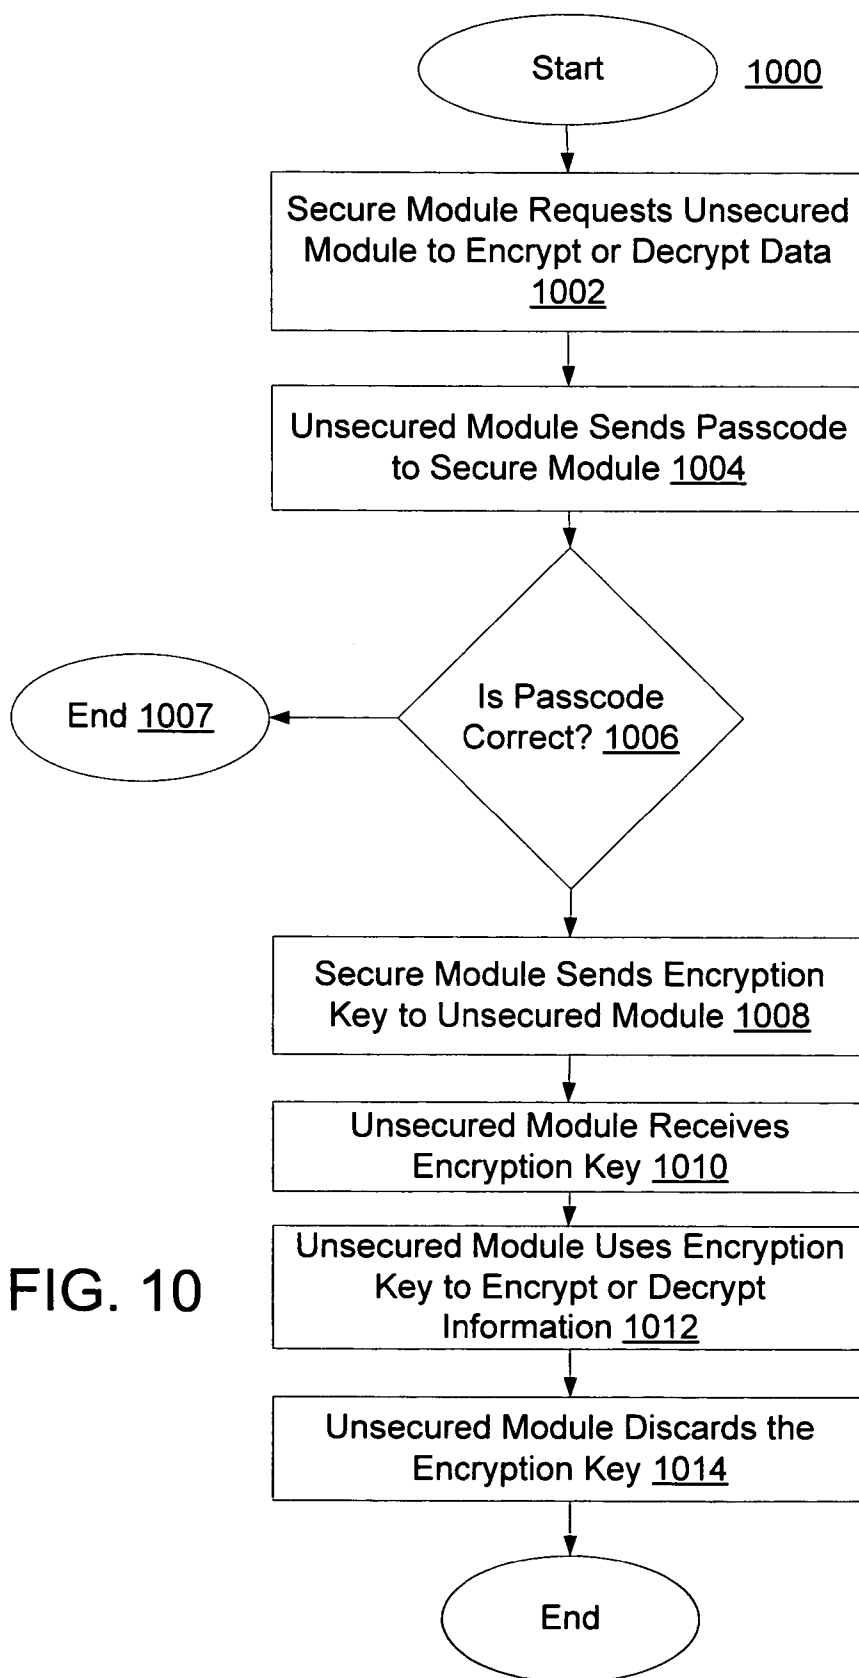 Start
1000
Secure Module Requests Unsecured
Module to Encrypt or Decrypt Data
1002
Unsecured Module Sends Passcode
to Secure Module 1004
Is Passcode
Correct? 1006
End 1007
Secure Module Sends Encryption
Key to Unsecured Module 1008
Unsecured Module Receives
Encryption Key 1010
Unsecured Module Uses Encryption
Key to Encrypt or Decrypt
Information 1012
Unsecured Module Discards the
Encryption Key 1014
End
FIG. 10